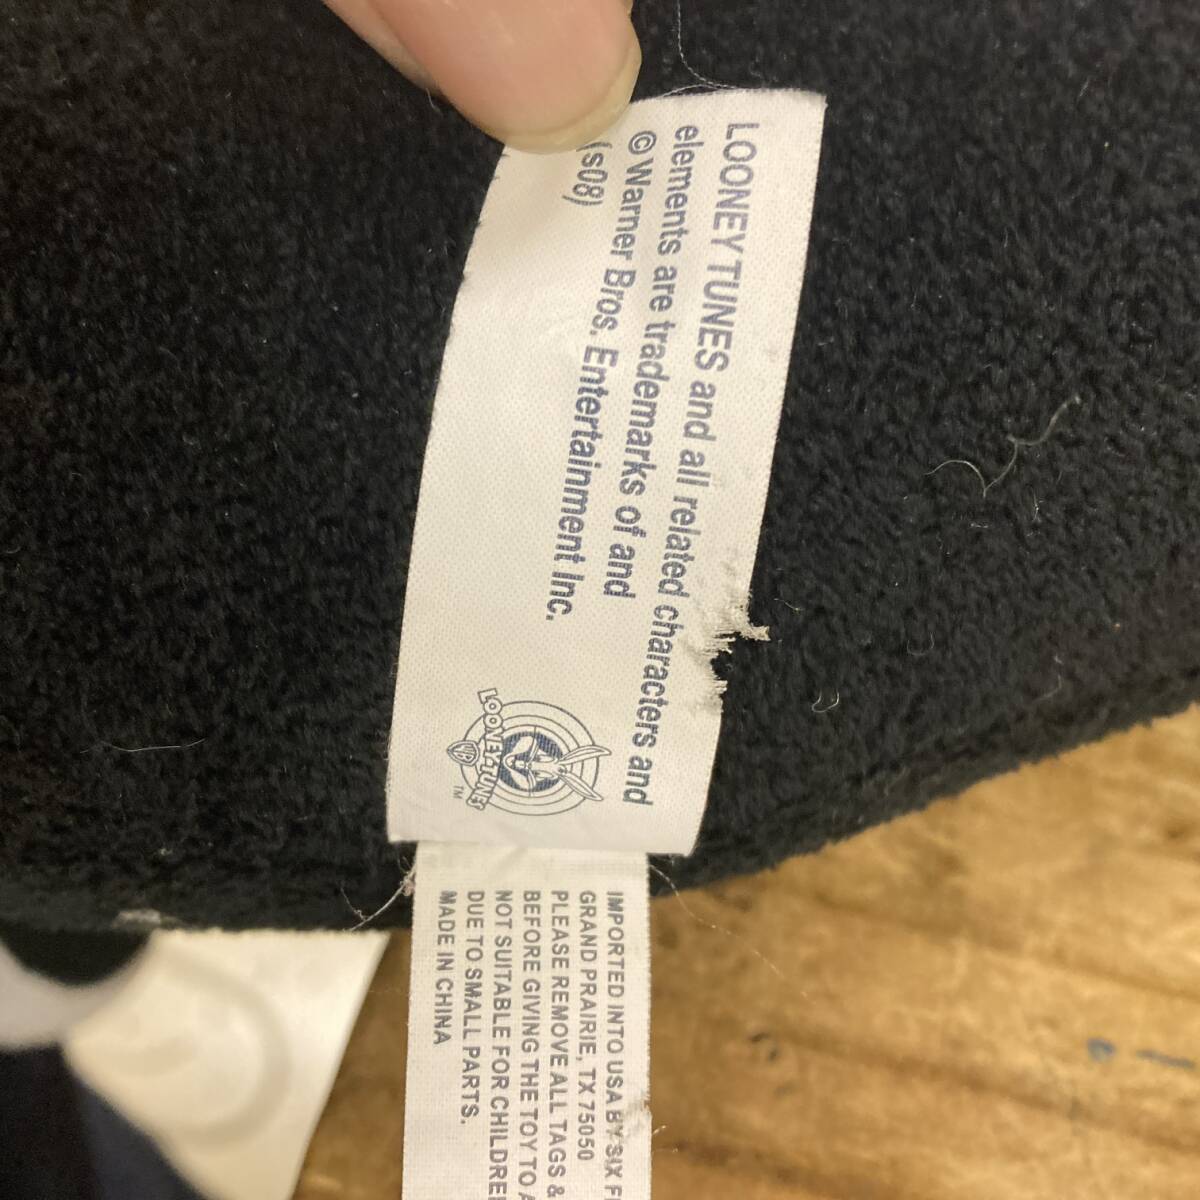 LOONEY TUNES and all related characters and
elements are trademarks of and
© Warner Bros. Entertainment Inc.
(s08)
LOONEY TUNES
WB
TM
IMPORTED INTO USA BY SIX
GRAND PRAIRIE, TX 75050
PLEASE REMOVE ALL TAGS &
BEFORE GIVING THE TOY TO
NOT SUITABLE FOR
DUE TO SMALL PARTS.
MADE IN CHINA